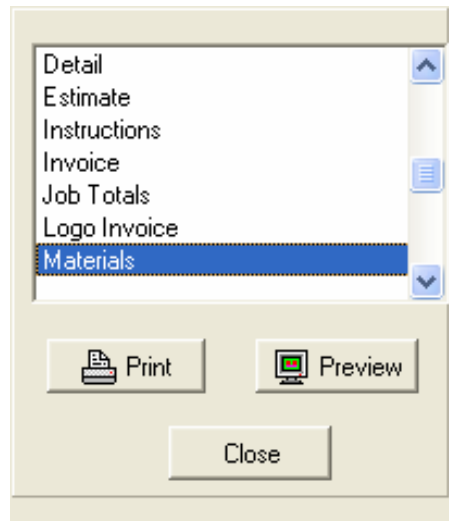 Detail
Estimate
Instructions
Invoice
Job Totals
Logo Invoice
Materials
Print
Preview
Close